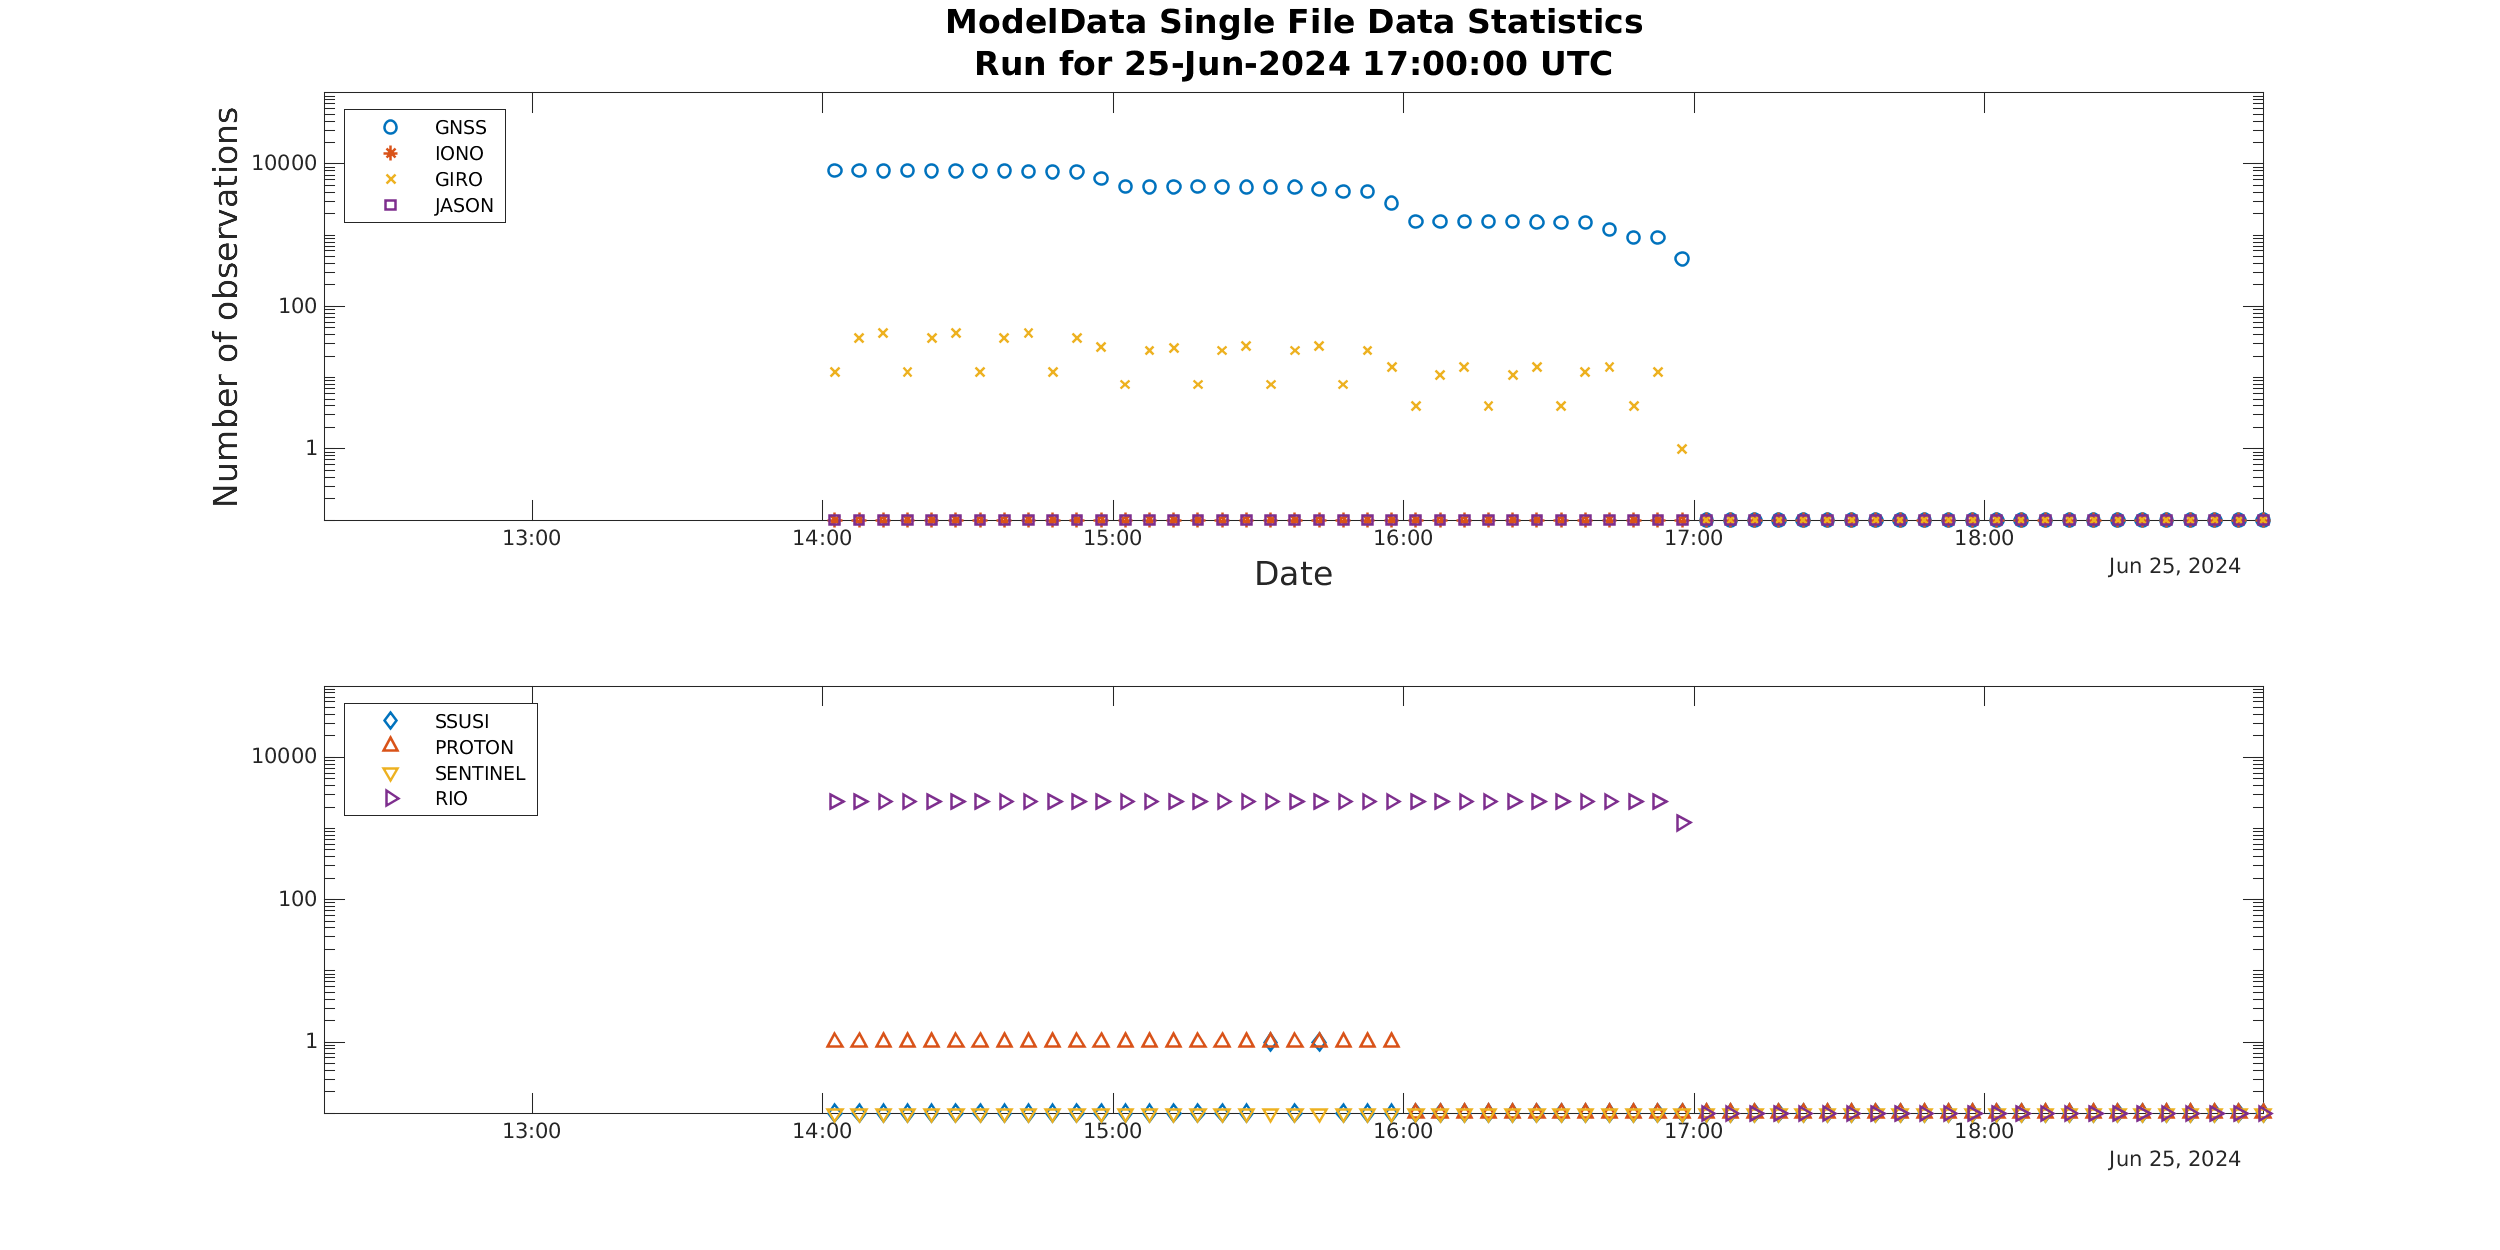 ModelData Single File Data Statistics
Run for 25-Jun-2024 17:00:00 UTC
Number of observations
10000
100
1
GNSS
IONO
GIRO
JASON
13:00 14:00 15:00 16:00 17:00 18:00
Date
Jun 25, 2024
10000
100
1
SSUSI
PROTON
SENTINEL
RIO
13:00 14:00 15:00 16:00 17:00 18:00
Jun 25, 2024